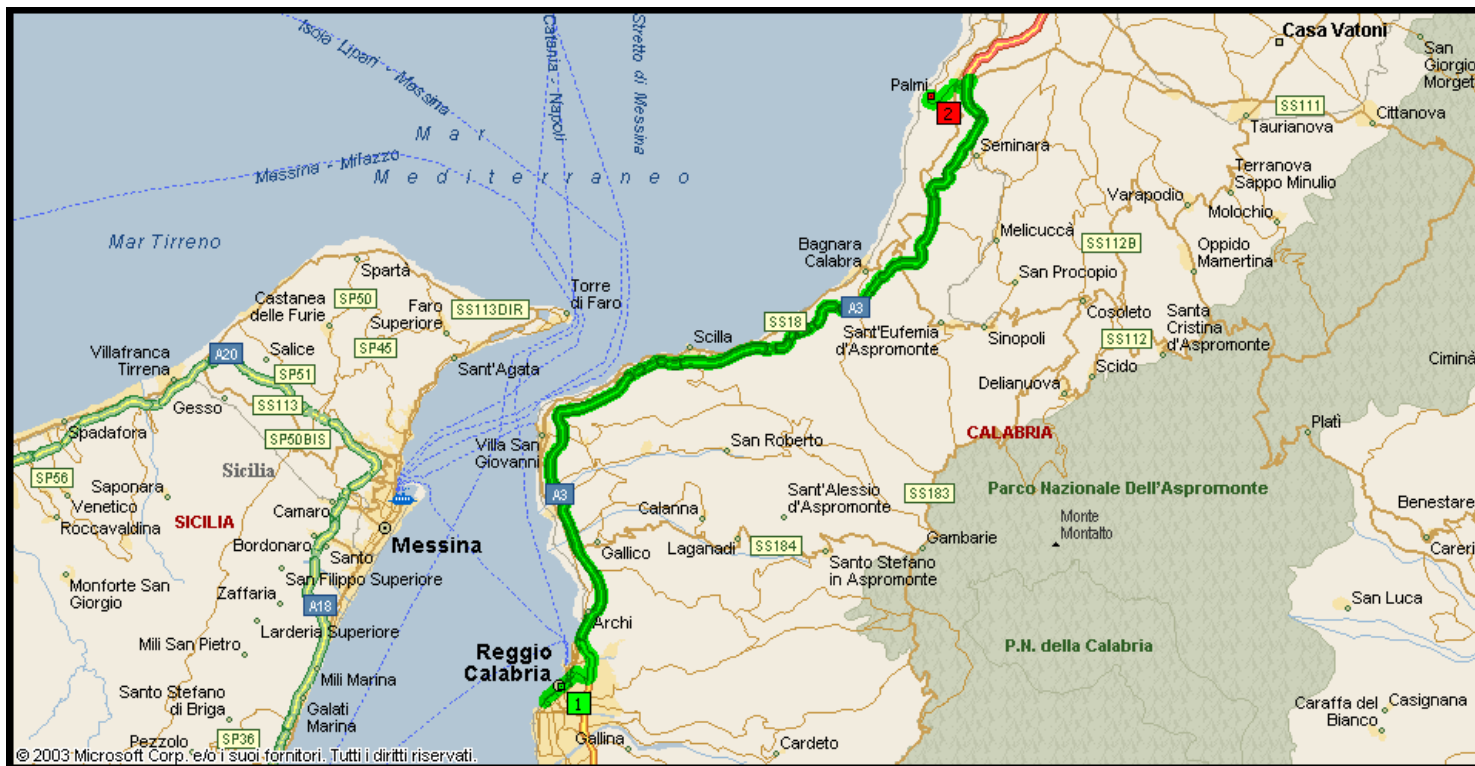 Isola Lipari - Messina
Catania - Napoli
Stretto di Messina
Messina - Milazzo
Mar
Mediterraneo
Mar Tirreno
Casa Vatoni
San
Giorgio
Morget
Palmi
2
SS111
Taurianova
Cittanova
Seminara
Terranova
Sappo Minulio
Varapodio
Molochio
Melicuccà
SS112B
Oppido
Mamertina
Bagnara
Calabra
San Procopio
Spartà
Torre
di Faro
Castanea
delle Furie
SP50
Faro
Superiore
SS113DIR
SS18
A3
Sant'Eufemia
d'Aspromonte
Cosoleto
Santa
Cristina
d'Aspromonte
Sinopoli
SS112
Scilla
SP45
Villafranca
Tirrena
A20
Salice
SP51
Sant'Agata
Scido
Delianuova
Ciminà
Gesso
SS113
Spadafora
SP50BIS
Villa San
Giovanni
San Roberto
CALABRIA
Platì
SP56
Sicilia
Saponara
Venetico
Roccavaldina
SICILIA
Camaro
A3
Calanna
Sant'Alessio
d'Aspromonte
SS183
Parco Nazionale Dell'Aspromonte
Monte
Montalto
Benestare
Bordonaro
Messina
Santo
Gallico
Laganadi
SS184
Gambarie
Careri
San Filippo Superiore
Santo Stefano
in Aspromonte
Monforte San
Giorgio
Zaffaria
A18
San Luca
Larderia Superiore
Archi
Mili San Pietro
Reggio
Calabria
P.N. della Calabria
Mili Marina
1
Santo Stefano
di Briga
Galati
Marina
Caraffa del
Bianco
Casignana
Pezzolo
SP36
Gallina
Cardeto
© 2003 Microsoft Corp. e/o i suoi fornitori. Tutti i diritti riservati.